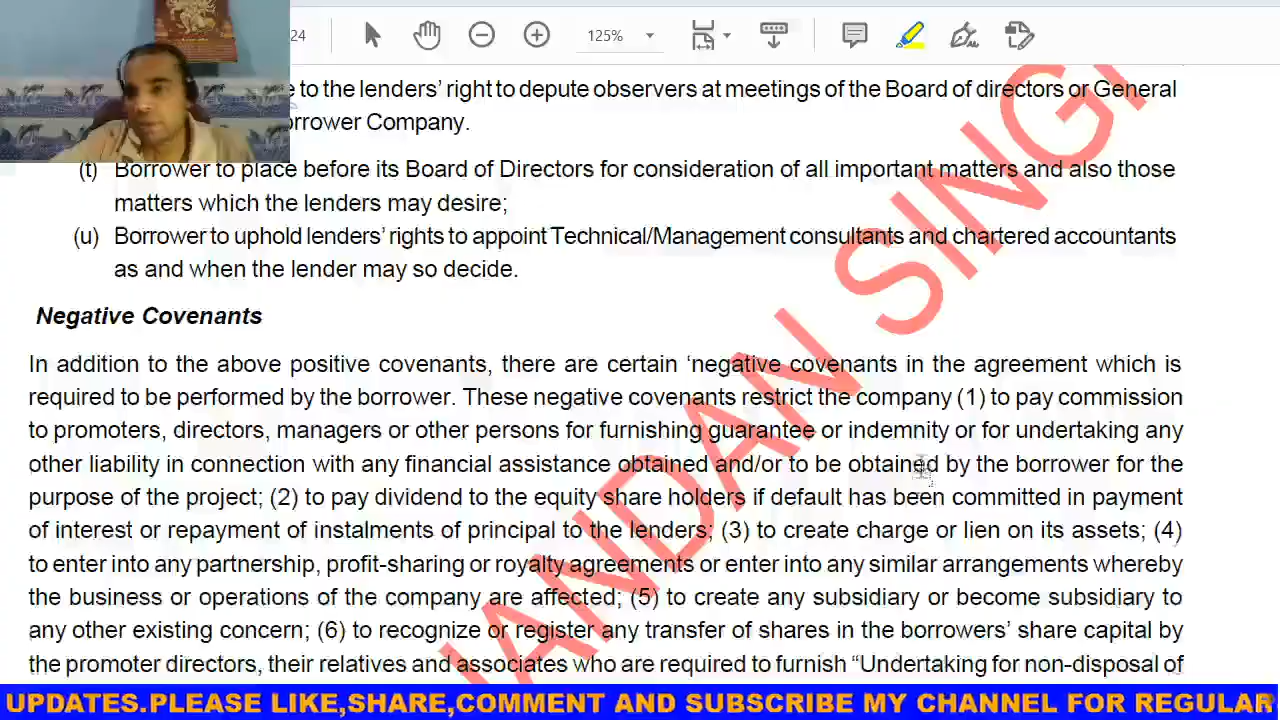 24
125%
e to the lenders' right to depute observers at meetings of the Board of directors or General
orrower Company.
(t) Borrower to place before its Board of Directors for consideration of all important matters and also those
matters which the lenders may desire;
(u) Borrower to uphold lenders' rights to appoint Technical/Management consultants and chartered accountants
as and when the lender may so decide.
Negative Covenants
In addition to the above positive covenants, there are certain 'negative covenants in the agreement which is
required to be performed by the borrower. These negative covenants restrict the company (1) to pay commission
to promoters, directors, managers or other persons for furnishing guarantee or indemnity or for undertaking any
other liability in connection with any financial assistance obtained and/or to be obtained by the borrower for the
purpose of the project; (2) to pay dividend to the equity share holders if default has been committed in payment
of interest or repayment of instalments of principal to the lenders; (3) to create charge or lien on its assets; (4)
to enter into any partnership, profit-sharing or royalty agreements or enter into any similar arrangements whereby
the business or operations of the company are affected; (5) to create any subsidiary or become subsidiary to
any other existing concern; (6) to recognize or register any transfer of shares in the borrowers' share capital by
the promoter directors, their relatives and associates who are required to furnish "Undertaking for non-disposal of
HANDAN SINGH
UPDATES.PLEASE LIKE,SHARE,COMMENT AND SUBSCRIBE MY CHANNEL FOR REGULAR